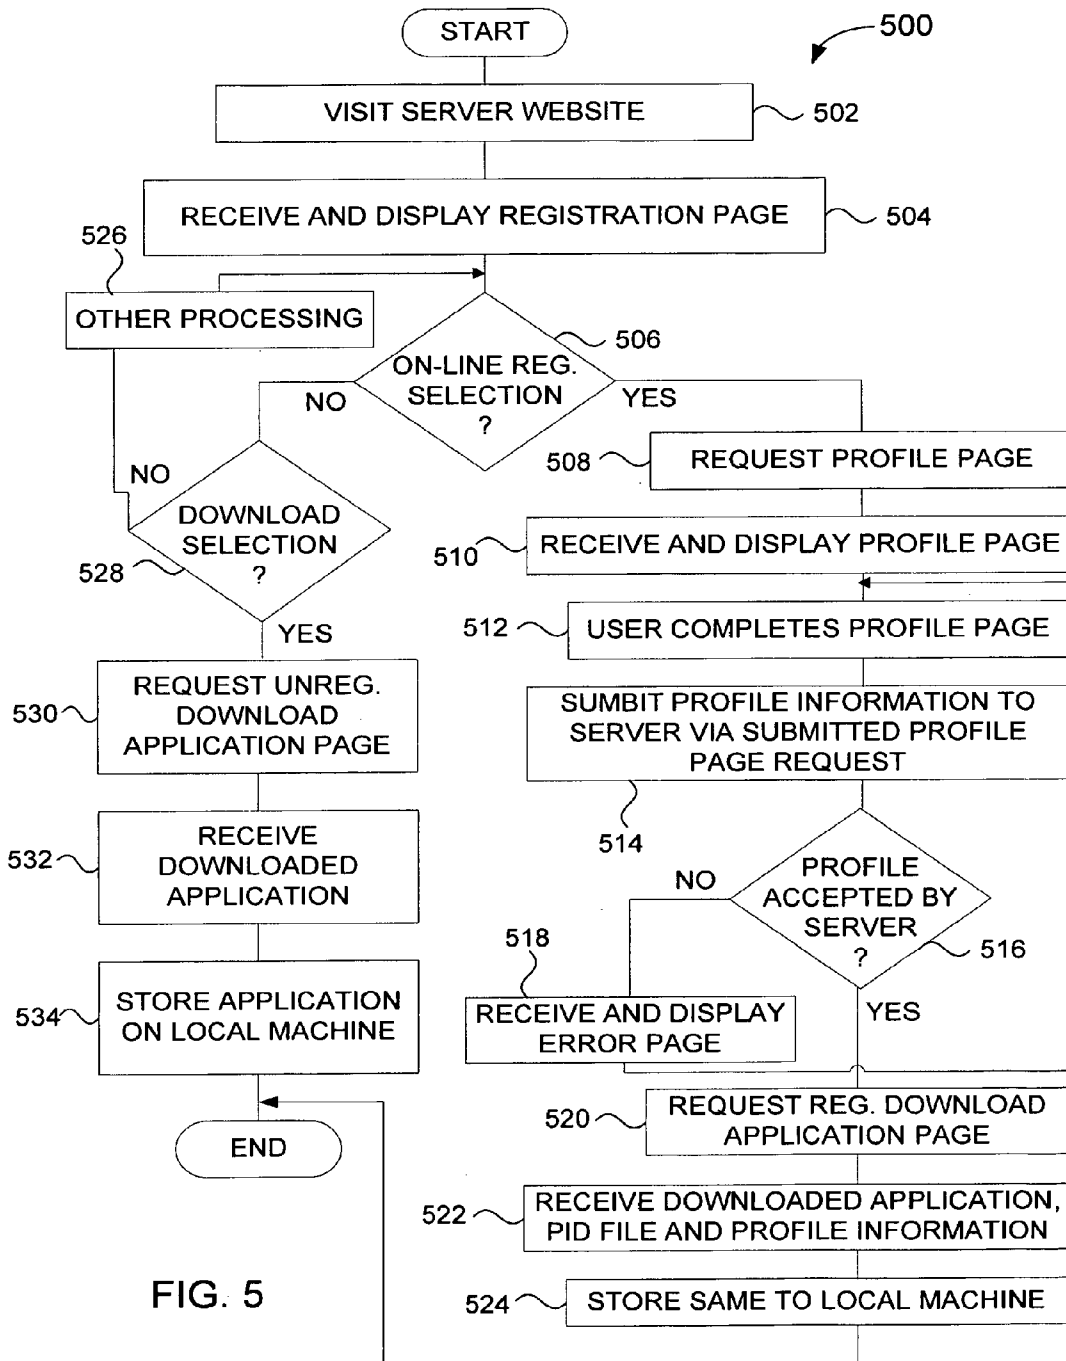 START
500
VISIT SERVER WEBSITE
502
RECEIVE AND DISPLAY REGISTRATION PAGE
504
526
OTHER PROCESSING
506
ON-LINE REG.
SELECTION
?
NO
YES
508
REQUEST PROFILE PAGE
NO
DOWNLOAD
SELECTION
?
528
510
RECEIVE AND DISPLAY PROFILE PAGE
512
USER COMPLETES PROFILE PAGE
YES
530
REQUEST UNREG.
DOWNLOAD
APPLICATION PAGE
SUMBIT PROFILE INFORMATION TO
SERVER VIA SUBMITTED PROFILE
PAGE REQUEST
514
532
RECEIVE
DOWNLOADED
APPLICATION
PROFILE
ACCEPTED BY
SERVER
?
NO
516
518
YES
534
STORE APPLICATION
ON LOCAL MACHINE
RECEIVE AND DISPLAY
ERROR PAGE
520
REQUEST REG. DOWNLOAD
APPLICATION PAGE
END
522
RECEIVE DOWNLOADED APPLICATION,
PID FILE AND PROFILE INFORMATION
524
STORE SAME TO LOCAL MACHINE
FIG. 5